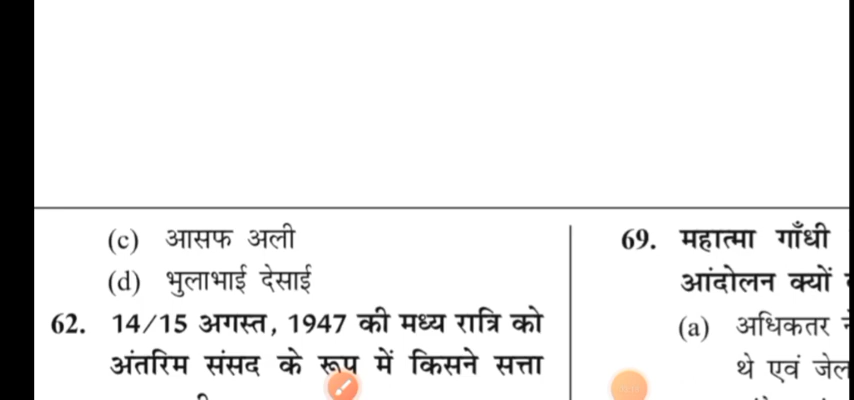 (c) आसफ अली
(d) भुलाभाई देसाई
62. 14/15 अगस्त, 1947 की मध्य रात्रि को
अंतरिम संसद के रूप में किसने सत्ता
69. महात्मा गाँधी
आंदोलन क्यों
(a) अधिकतर
थे एवं जेल